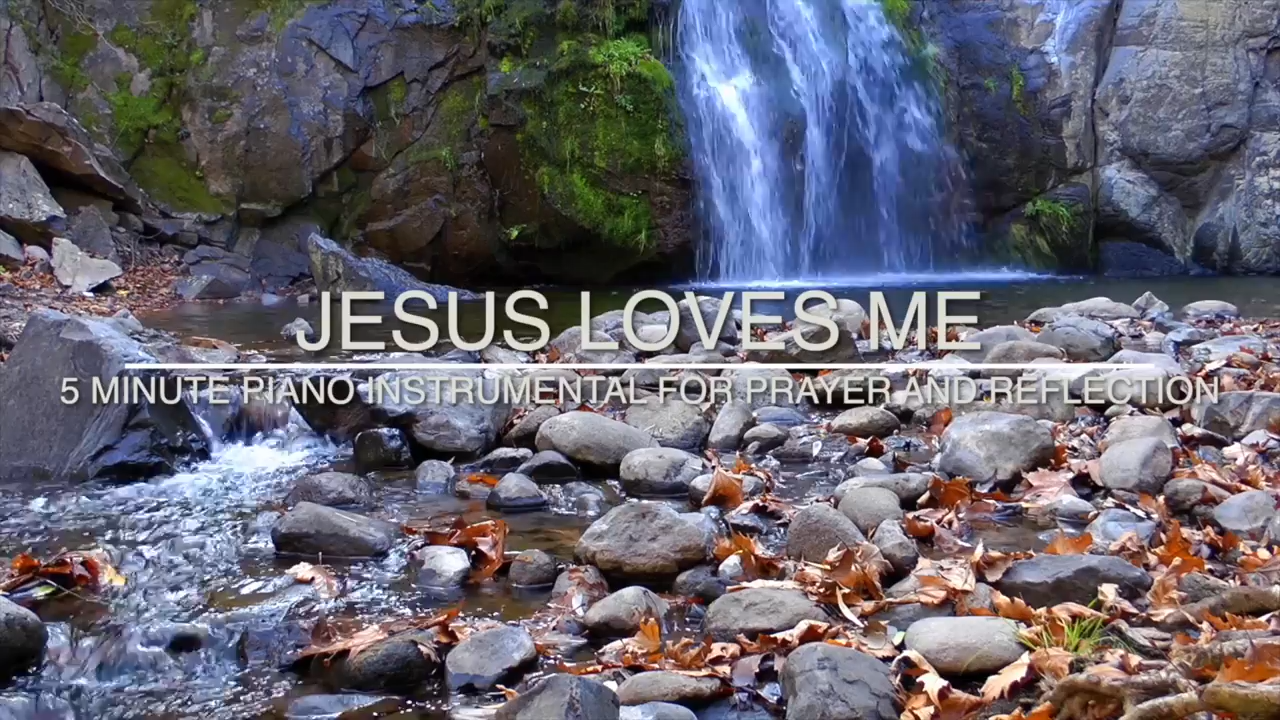 JESUS LOVES ME
5 MINUTE PIANO INSTRUMENTAL FOR PRAYER AND REFLECTION